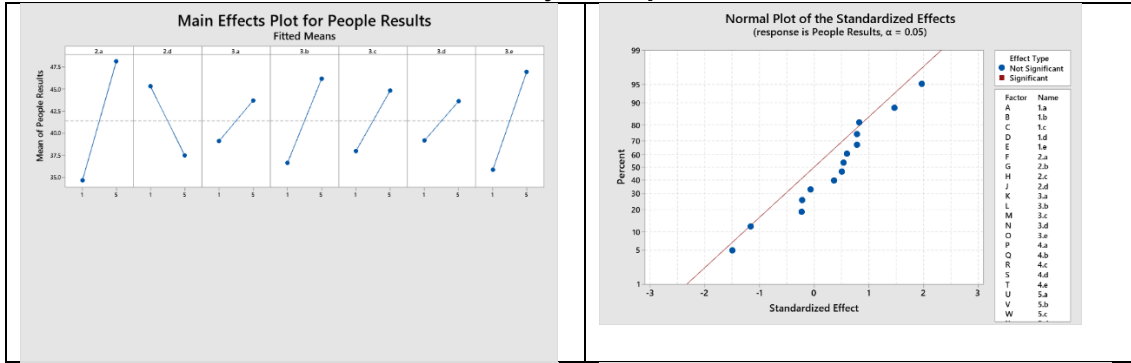 Main Effects Plot for People Results
Fitted Means
2.a 2.d 3.a 3.b 3.c 3.d 3.e
Mean of People Results
47.5
45.0
42.5
40.0
37.5
35.0
1 5 1 5 1 5 1 5 1 5 1 5 1 5
Normal Plot of the Standardized Effects
(response is People Results, α = 0.05)
Percent
99
95
90
80
70
60
50
40
30
20
10
5
1
-3 -2 -1 0 1 2 3
Standardized Effect
Effect Type
Not Significant
Significant
Factor Name
A 1.a
B 1.b
C 1.c
D 1.d
E 1.e
F 2.a
G 2.b
H 2.c
J 2.d
K 3.a
L 3.b
M 3.c
N 3.d
O 3.e
P 4.a
Q 4.b
R 4.c
S 4.d
T 4.e
U 5.a
V 5.b
W 5.c